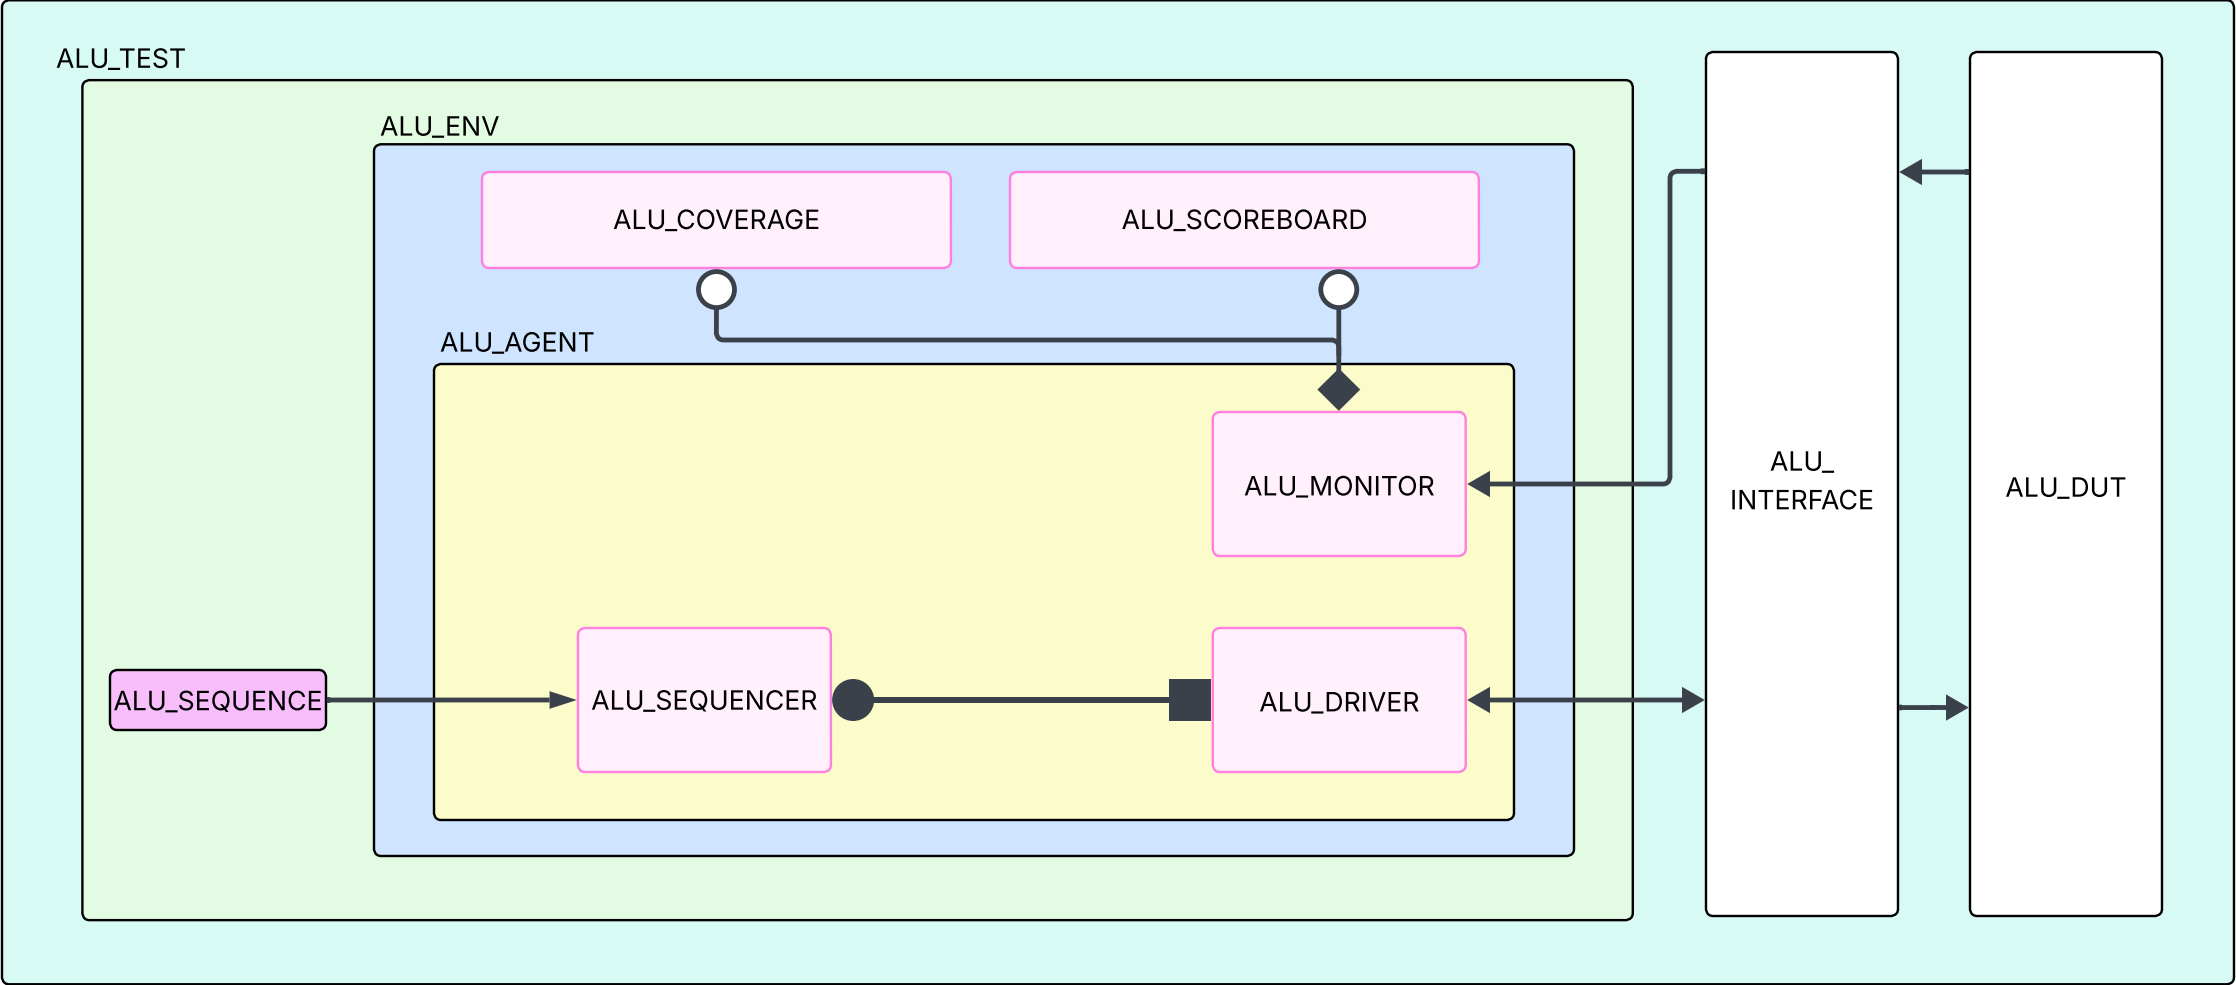 ALU_TEST
ALU_ENV
ALU_COVERAGE
ALU_SCOREBOARD
ALU_AGENT
ALU_MONITOR
ALU_
INTERFACE
ALU_DUT
ALU_SEQUENCE
ALU_SEQUENCER
ALU_DRIVER